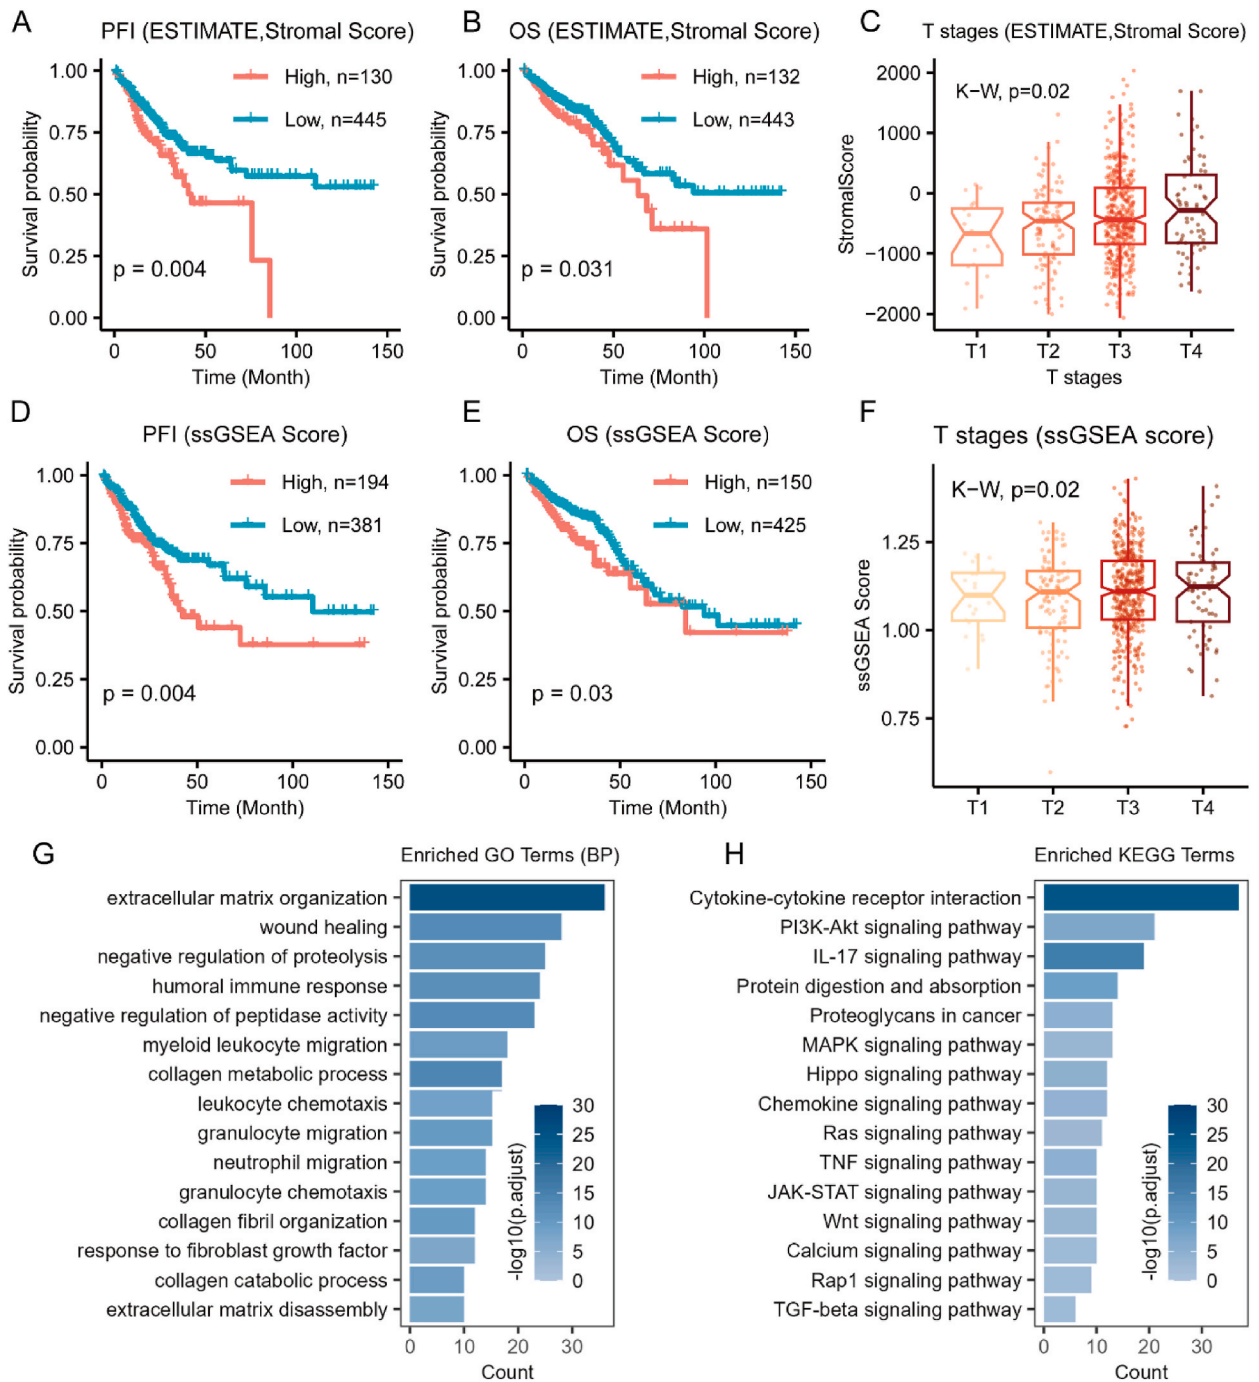 A
PFI (ESTIMATE,Stromal Score)
High, n=130
Low, n=445
1.00
0.75
0.50
0.25
0.00
Survival probability
p = 0.004
0 50 100 150
Time (Month)
B
OS (ESTIMATE,Stromal Score)
High, n=132
Low, n=443
1.00
0.75
0.50
0.25
0.00
Survival probability
p = 0.031
0 50 100 150
Time (Month)
C
T stages (ESTIMATE,Stromal Score)
K−W, p=0.02
2000
1000
0
−1000
−2000
StromalScore
T1 T2 T3 T4
T stages
D
PFI (ssGSEA Score)
High, n=194
Low, n=381
1.00
0.75
0.50
0.25
0.00
Survival probability
p = 0.004
0 50 100 150
Time (Month)
E
OS (ssGSEA Score)
High, n=150
Low, n=425
1.00
0.75
0.50
0.25
0.00
Survival probability
p = 0.03
0 50 100 150
Time (Month)
F
T stages (ssGSEA score)
K−W, p=0.02
1.25
1.00
0.75
ssGSEA Score
T1 T2 T3 T4
G
Enriched GO Terms (BP)
extracellular matrix organization
wound healing
negative regulation of proteolysis
humoral immune response
negative regulation of peptidase activity
myeloid leukocyte migration
collagen metabolic process
leukocyte chemotaxis
granulocyte migration
neutrophil migration
granulocyte chemotaxis
collagen fibril organization
response to fibroblast growth factor
collagen catabolic process
extracellular matrix disassembly
-log10(p.adjust)
30
25
20
15
10
5
0
0 10 20 30
Count
H
Enriched KEGG Terms
Cytokine-cytokine receptor interaction
PI3K-Akt signaling pathway
IL-17 signaling pathway
Protein digestion and absorption
Proteoglycans in cancer
MAPK signaling pathway
Hippo signaling pathway
Chemokine signaling pathway
Ras signaling pathway
TNF signaling pathway
JAK-STAT signaling pathway
Wnt signaling pathway
Calcium signaling pathway
Rap1 signaling pathway
TGF-beta signaling pathway
-log10(p.adjust)
30
25
20
15
10
5
0
0 10 20 30
Count